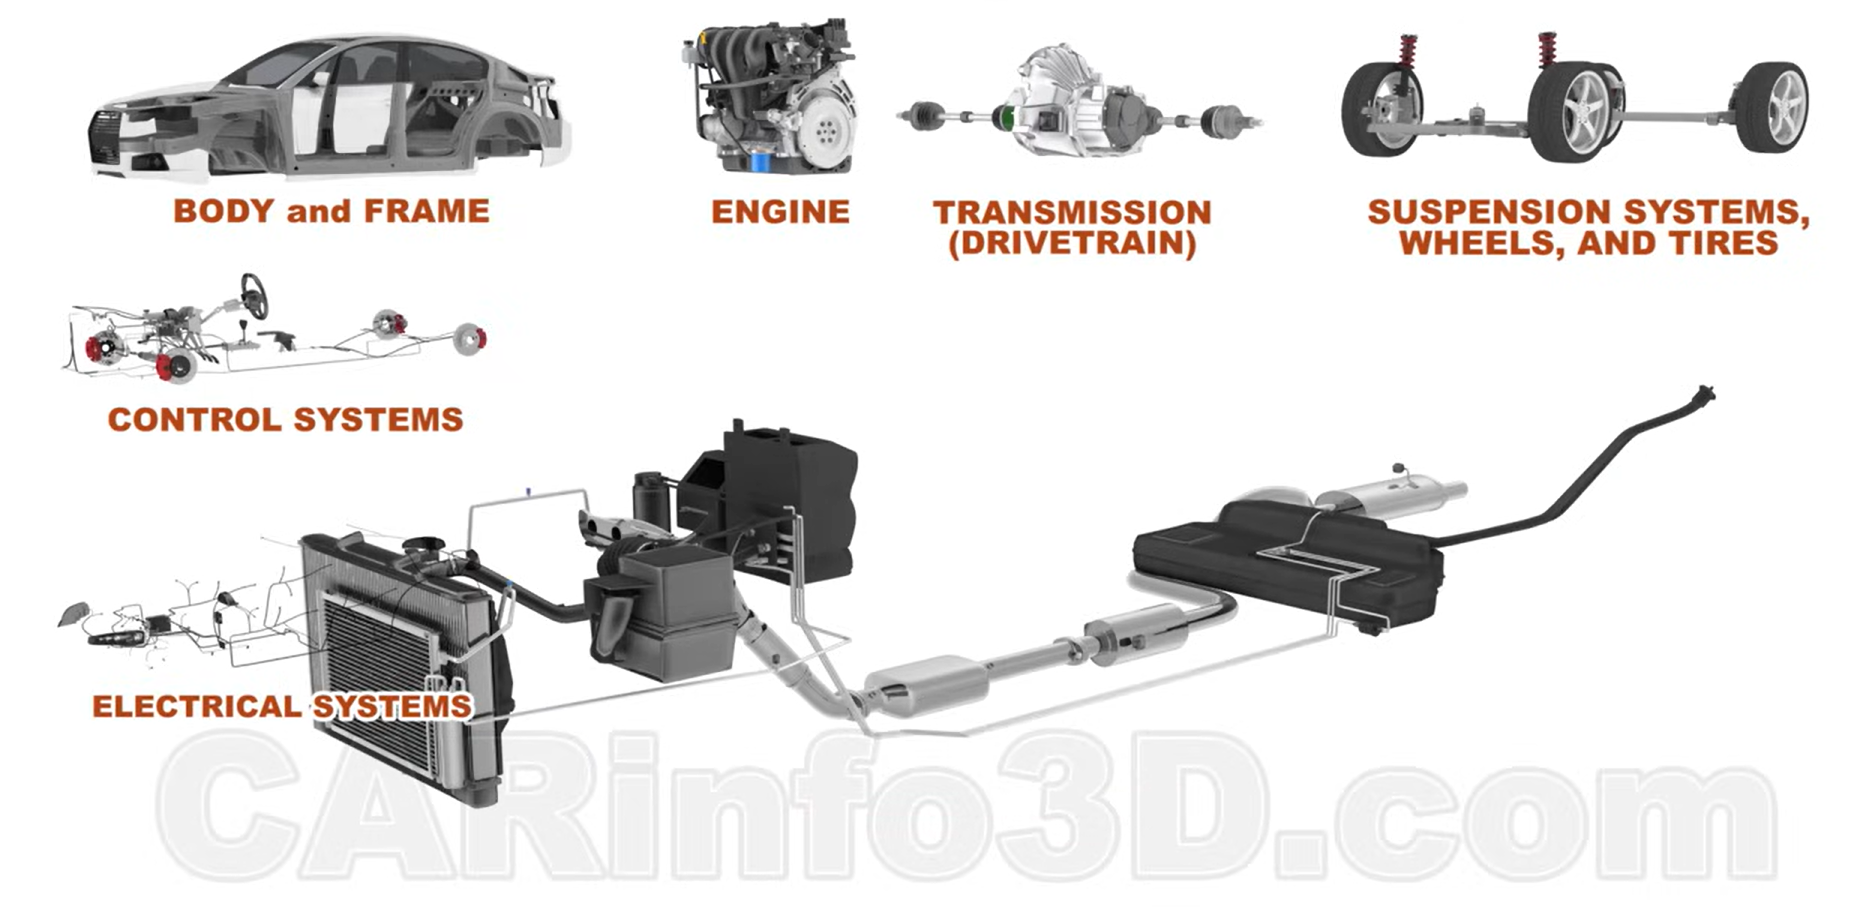 BODY and FRAME
ENGINE
TRANSMISSION
(DRIVETRAIN)
SUSPENSION SYSTEMS,
WHEELS, AND TIRES
CONTROL SYSTEMS
ELECTRICAL SYSTEMS
CARinfo3D.com